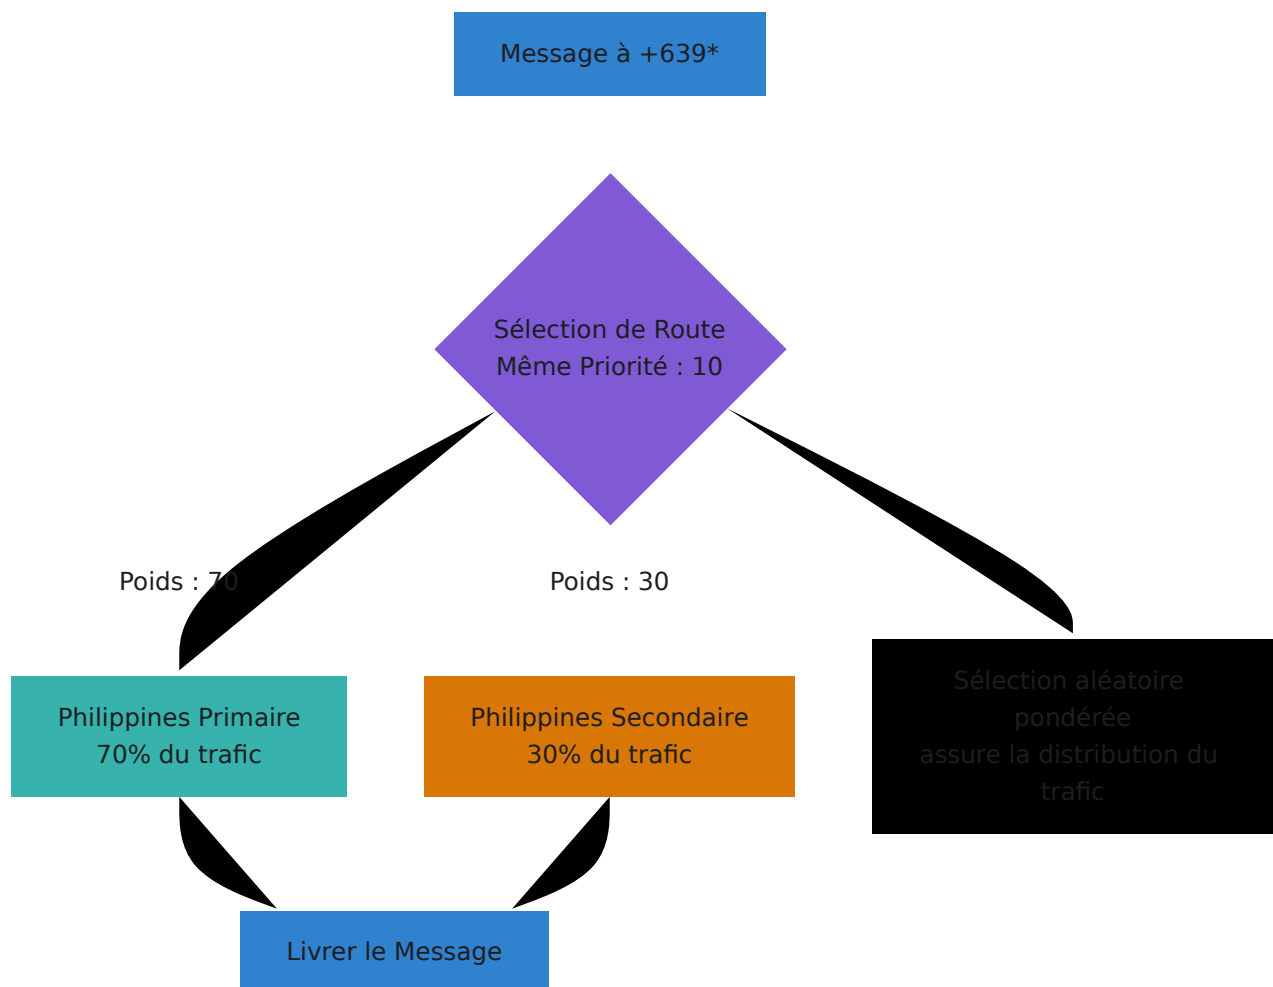 Message à +639*
Sélection de Route
Même Priorité : 10
Poids : 70
Poids : 30
Philippines Primaire
70% du trafic
Philippines Secondaire
30% du trafic
Sélection aléatoire
pondérée
assure la distribution du
trafic
Livrer le Message